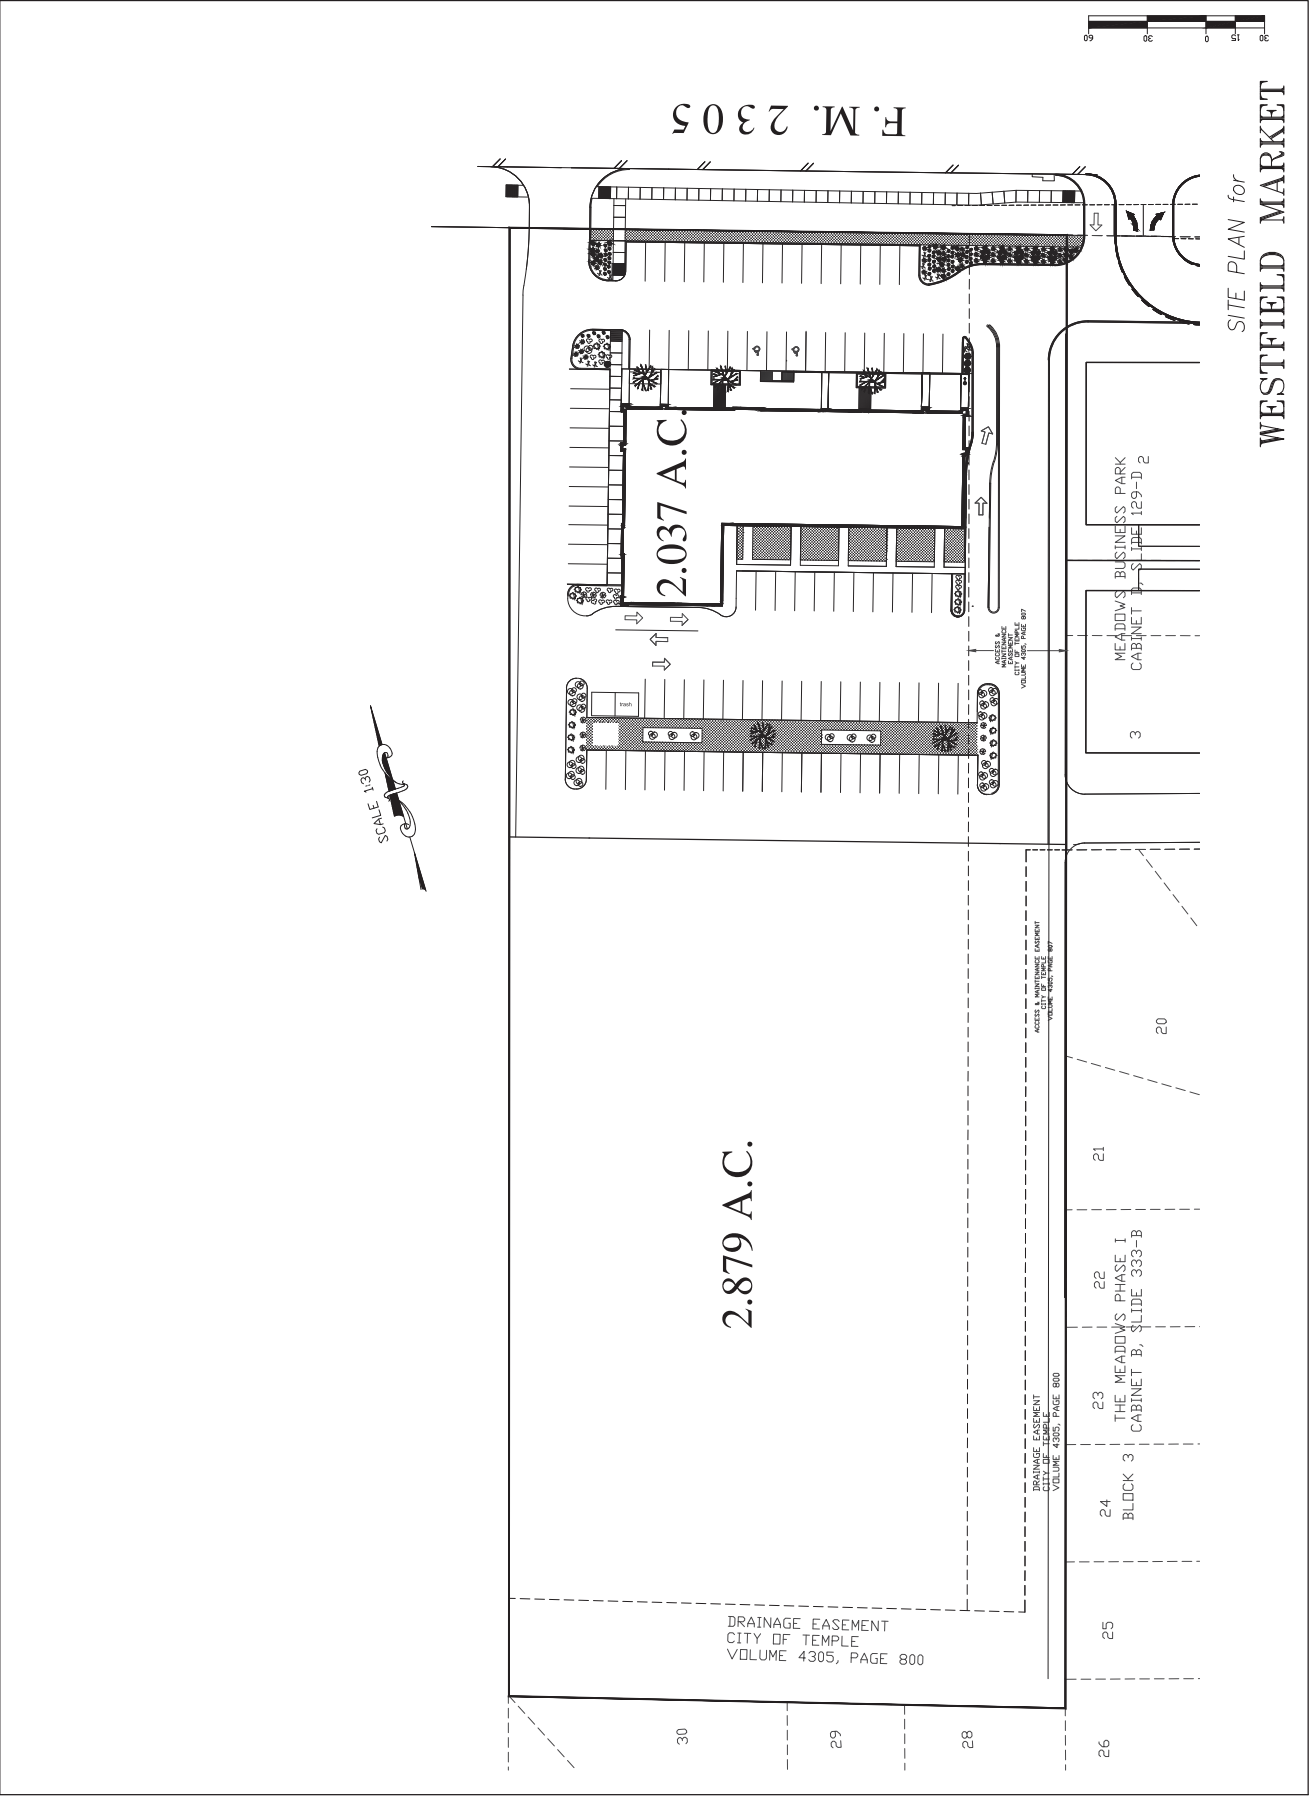 60 30 0 15 30
F.M. 2305
SITE PLAN for
WESTFIELD MARKET
2.037 A.C.
MEADOWS BUSINESS PARK
CABINET D, SLIDE 129-D
2
3
ACCESS &
MAINTENANCE
EASEMENT
CITY OF TEMPLE
VOLUME 4305, PAGE 807
trash
SCALE 1:30
ACCESS & MAINTENANCE EASEMENT
CITY OF TEMPLE
VOLUME 4305, PAGE 807
20
21
2.879 A.C.
22
THE MEADOWS PHASE I
CABINET B, SLIDE 333-B
23
BLOCK 3
24
DRAINAGE EASEMENT
CITY OF TEMPLE
VOLUME 4305, PAGE 800
25
DRAINAGE EASEMENT
CITY OF TEMPLE
VOLUME 4305, PAGE 800
30
29
28
26